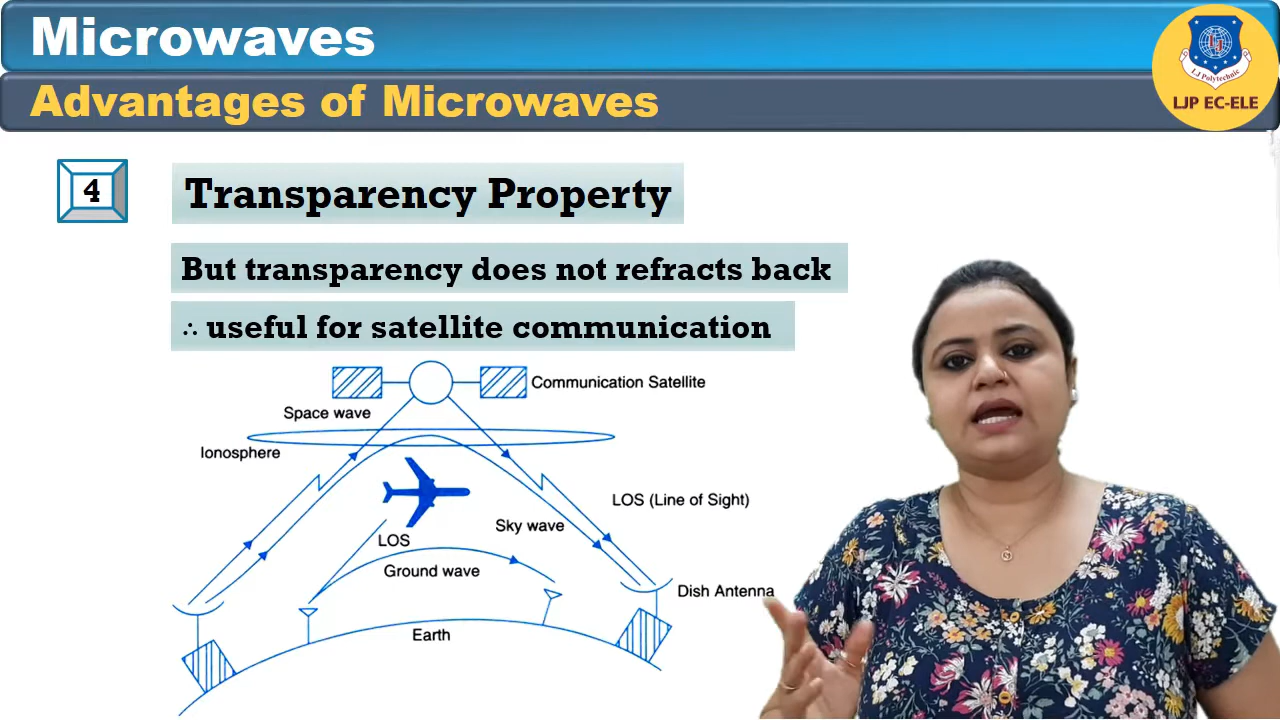 Microwaves
Advantages of Microwaves
L.J Polytechnic
LJP EC-ELE
4
Transparency Property
But transparency does not refracts back
∴ useful for satellite communication
Communication Satellite
Space wave
Ionosphere
LOS (Line of Sight)
Sky wave
LOS
Ground wave
Dish Antenna
Earth